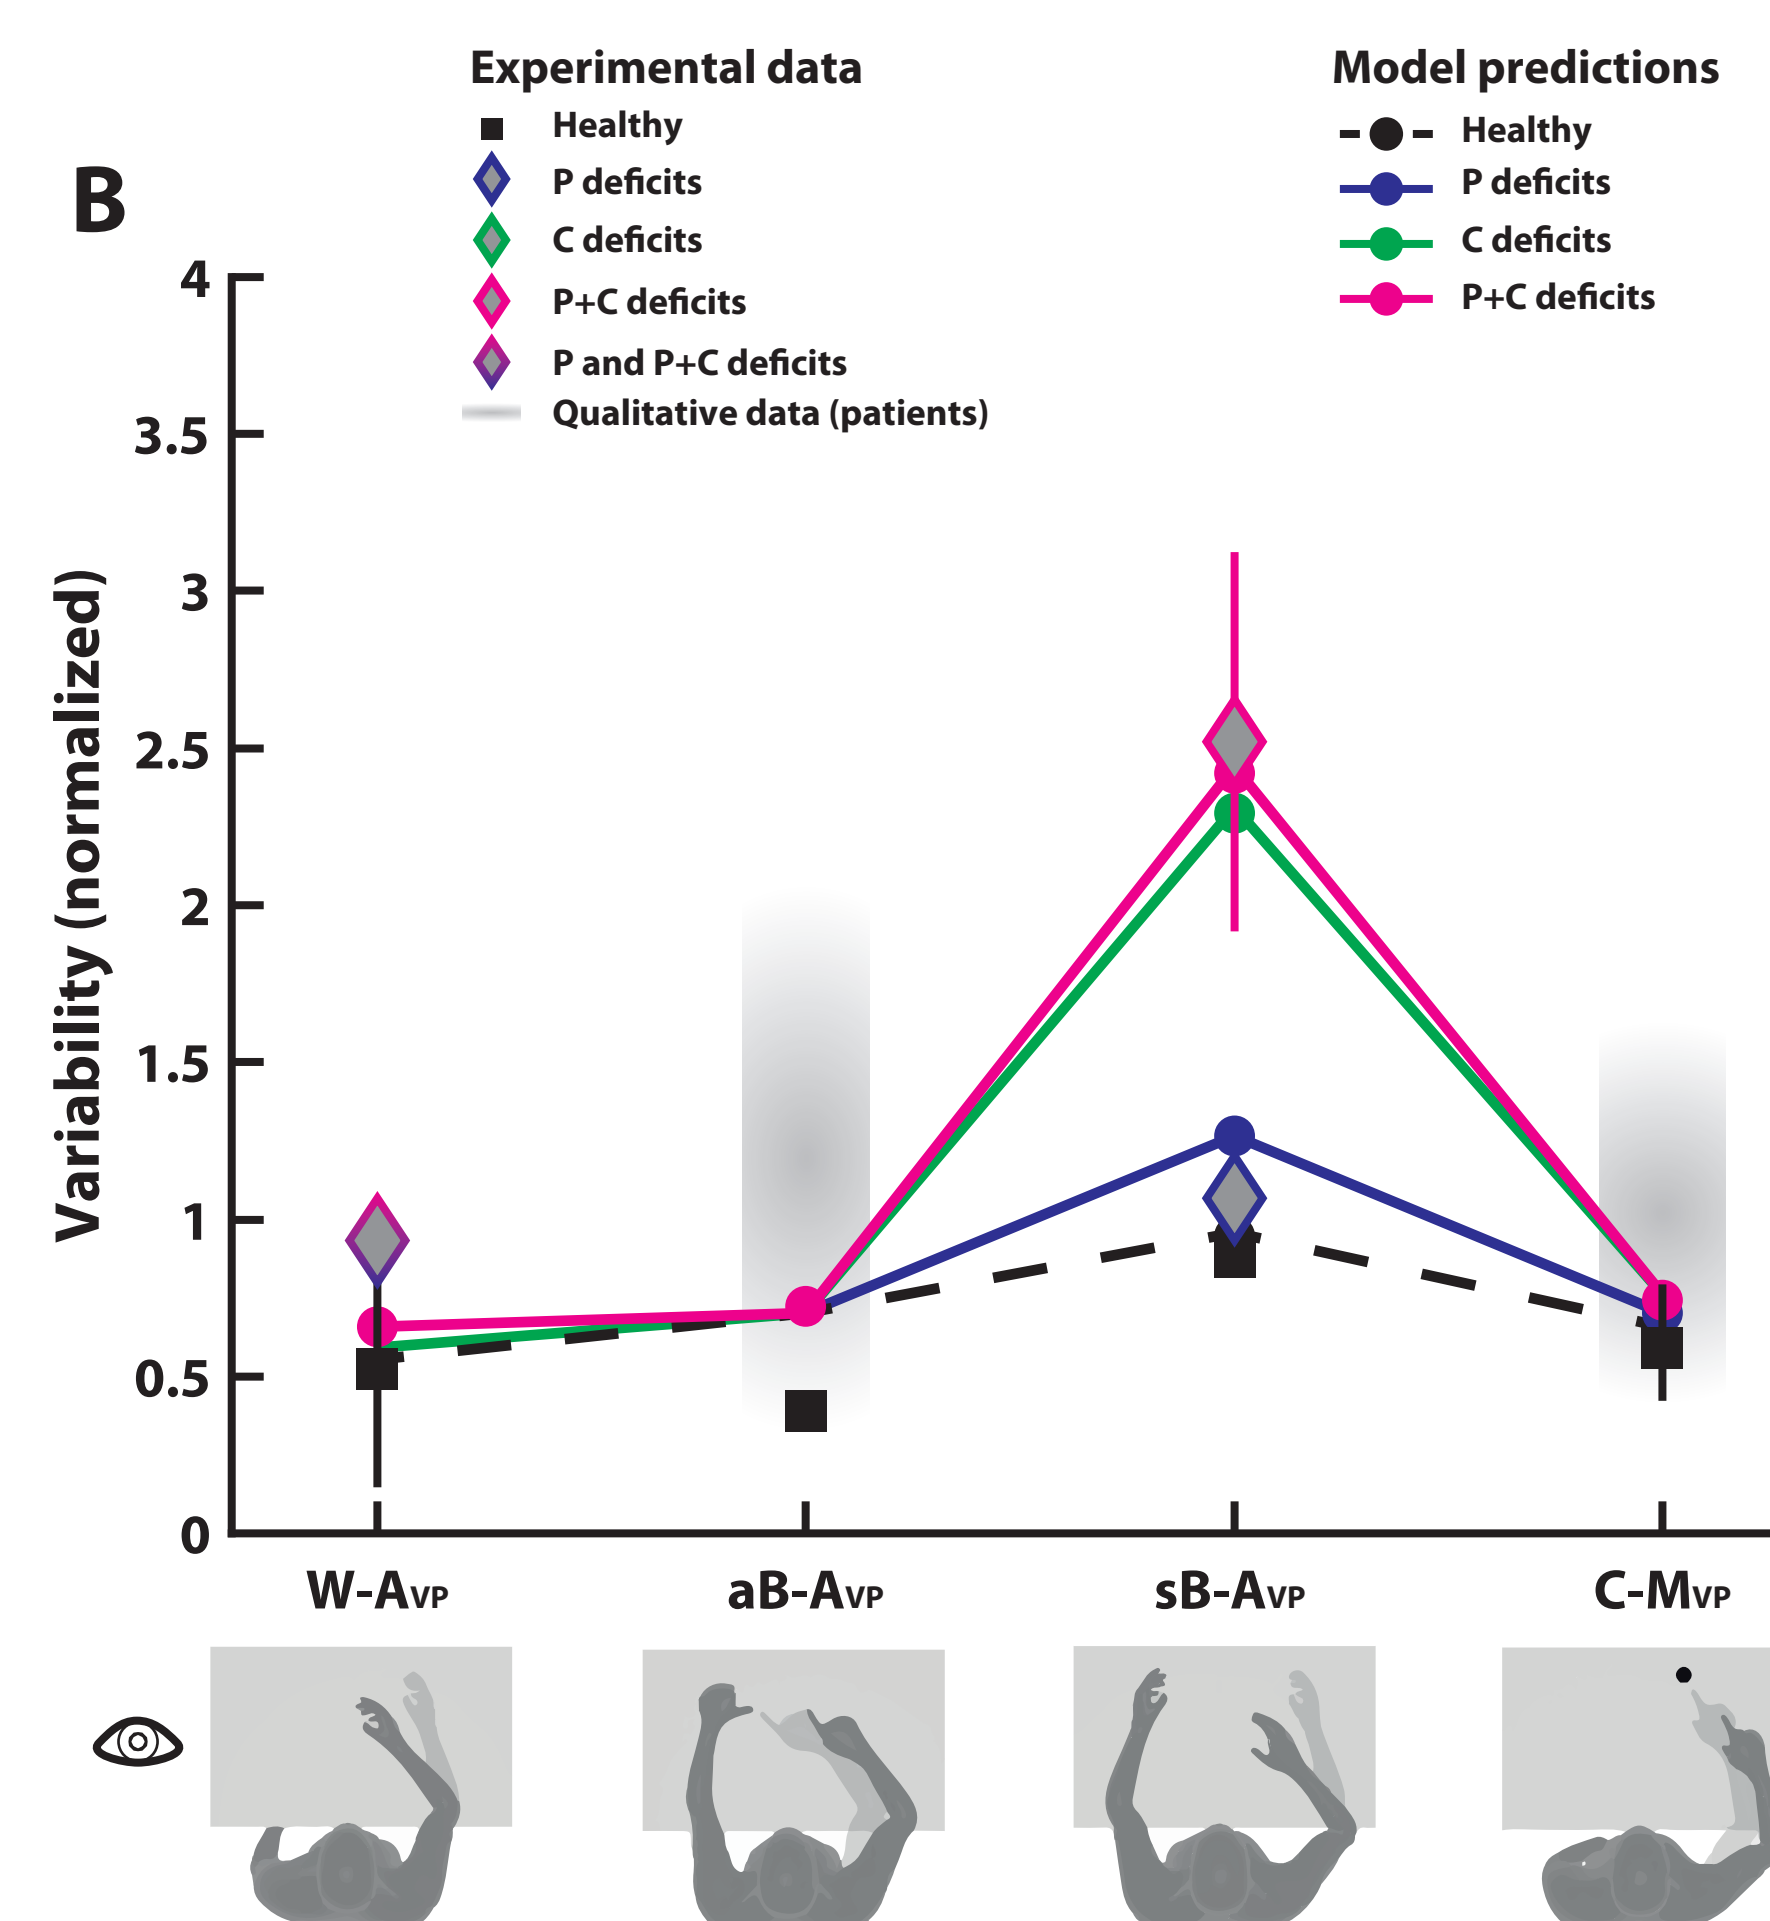 B
Experimental data
Healthy
P deficits
C deficits
P+C deficits
P and P+C deficits
Qualitative data (patients)
Model predictions
Healthy
P deficits
C deficits
P+C deficits
Variability (normalized)
4
3.5
3
2.5
2
1.5
1
0.5
0
W-AVP
aB-AVP
sB-AVP
C-MVP